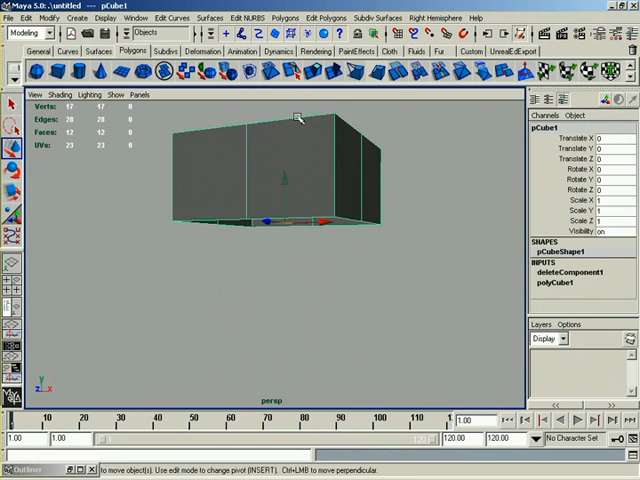 Maya 5.0: .\untitled --- pCube1
Edit Modify Create Display Window Edit Curves Surfaces Edit NURBS Polygons Edit Polygons Subdiv Surfaces Right Hemisphere Help
Modeling Objects
General Curves Surfaces Polygons Subdivs Deformation Animation Dynamics Rendering PaintEffects Cloth Fluids Fur Custom UnrealEdExport
View Shading Lighting Show Panels
Verts: 17 17 0
Edges: 28 28 0
Faces: 12 12 0
UVs: 23 23 0
Channels Object
pCube1
Translate X 0
Translate Y 0
Translate Z 0
Rotate X 0
Rotate Y 0
Rotate Z 0
Scale X 1
Scale Y 1
Scale Z 1
Visibility on
SHAPES
pCubeShape1
INPUTS
deleteComponent1
polyCube1
Layers Options
Display
y
z x
persp
10 20 30 40 50 60 70 80 90 100 110 1.00
1.00 1.00 120.00 120.00 No Character Set
Outliner to move object(s). Use edit mode to change pivot (INSERT). Ctrl+LMB to move perpendicular.